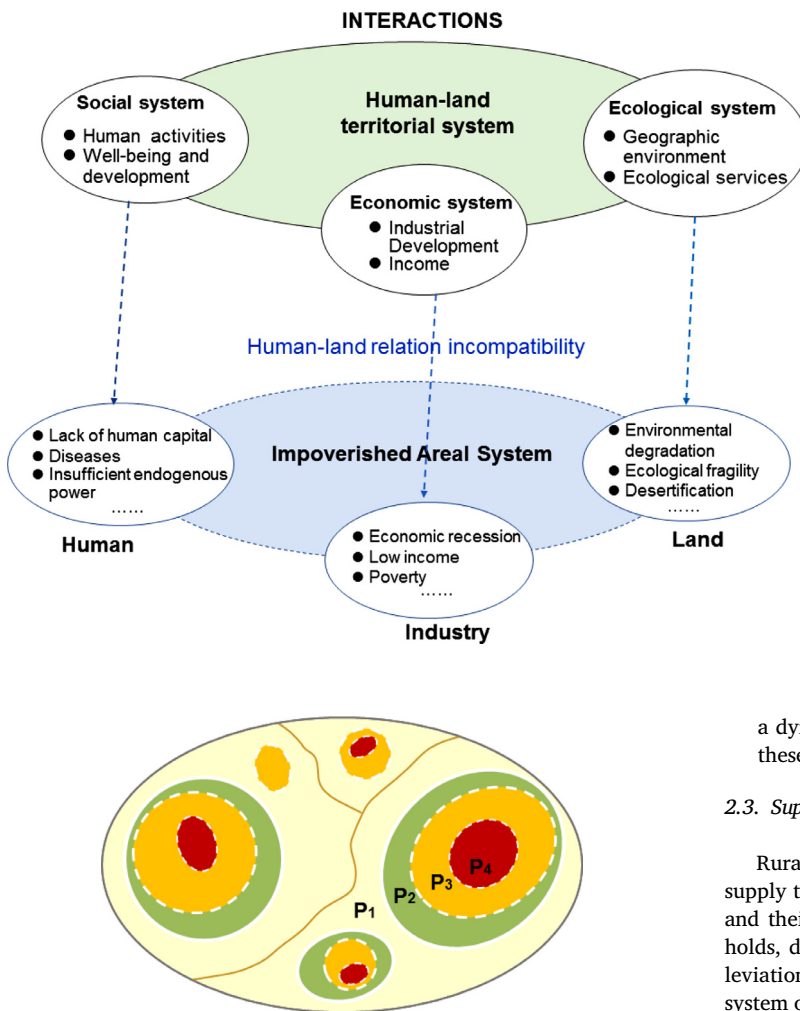 INTERACTIONS
Social system
● Human activities
● Well-being and
development
Human-land
territorial system
Ecological system
● Geographic
environment
● Ecological services
Economic system
● Industrial
Development
● Income
Human-land relation incompatibility
● Lack of human capital
● Diseases
● Insufficient endogenous
power
……
Human
Impoverished Areal System
● Environmental
degradation
● Ecological fragility
● Desertification
……
Land
● Economic recession
● Low income
● Poverty
……
Industry
P1
P2
P3
P4
these
2.3.
Rura
supply t
and their
holds, d
leviation
system o